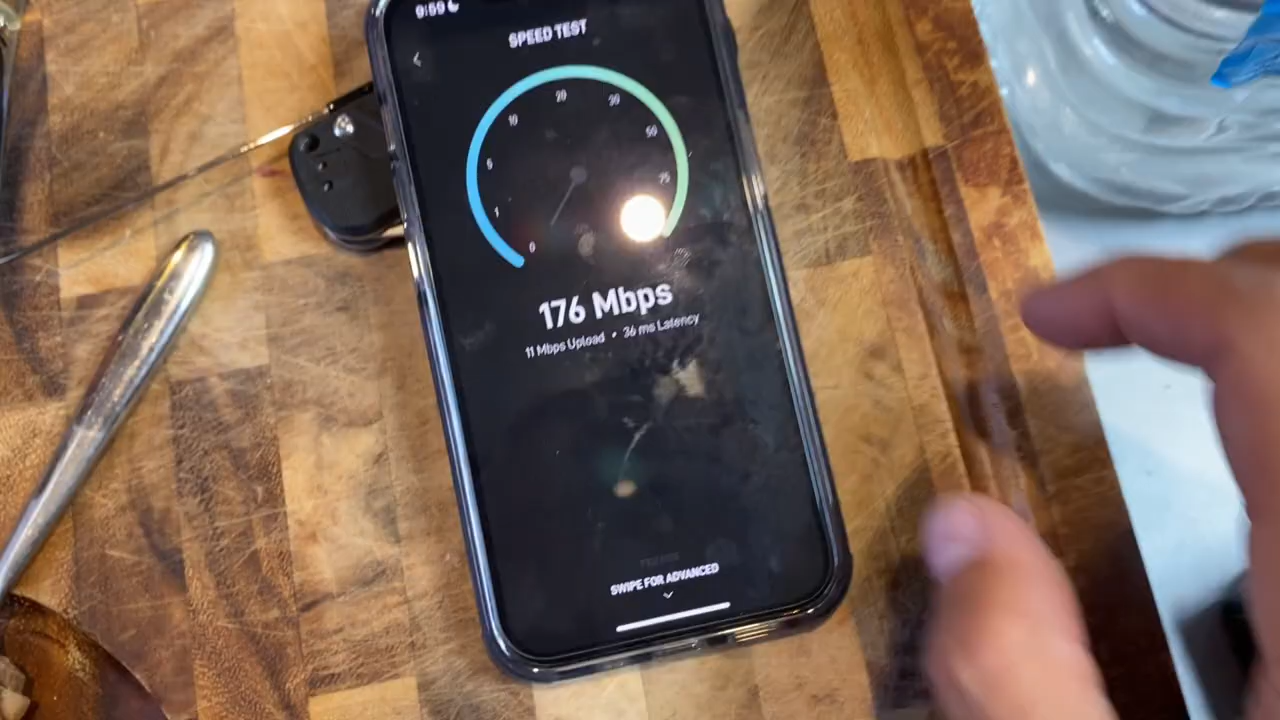 9:59
SPEED TEST
20
10
30
5
50
75
1
0
176 Mbps
11 Mbps Upload • 36 ms Latency
SWIPE FOR ADVANCED